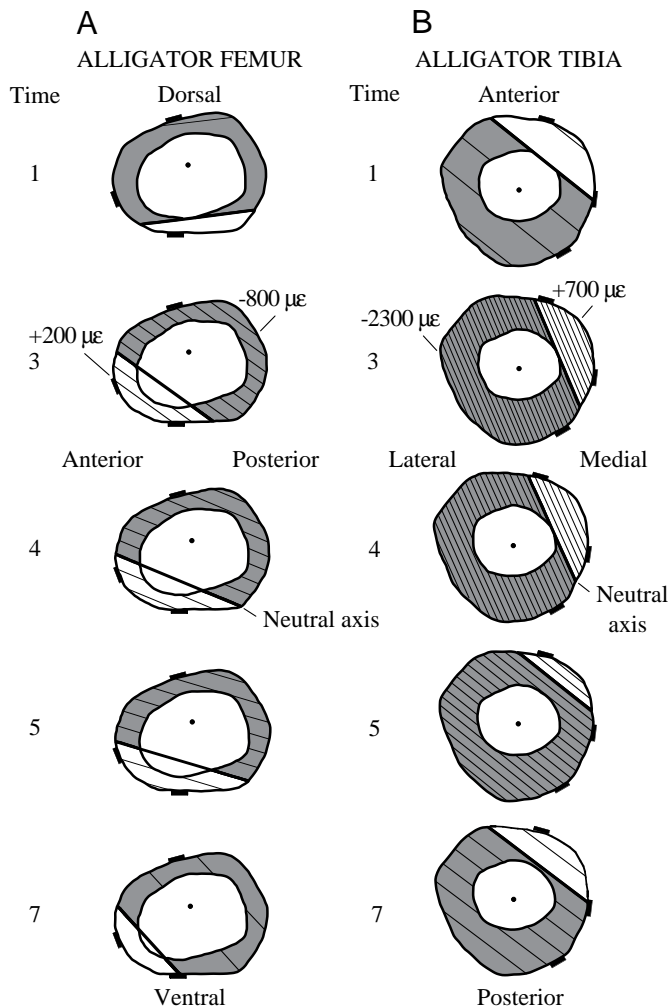 A
B
ALLIGATOR FEMUR
ALLIGATOR TIBIA
Time
Dorsal
Time
Anterior
1
1
-800 με
+200 με
3
+700 με
-2300 με
3
Anterior
Posterior
Lateral
Medial
4
Neutral axis
4
Neutral
axis
5
5
7
7
Ventral
Posterior